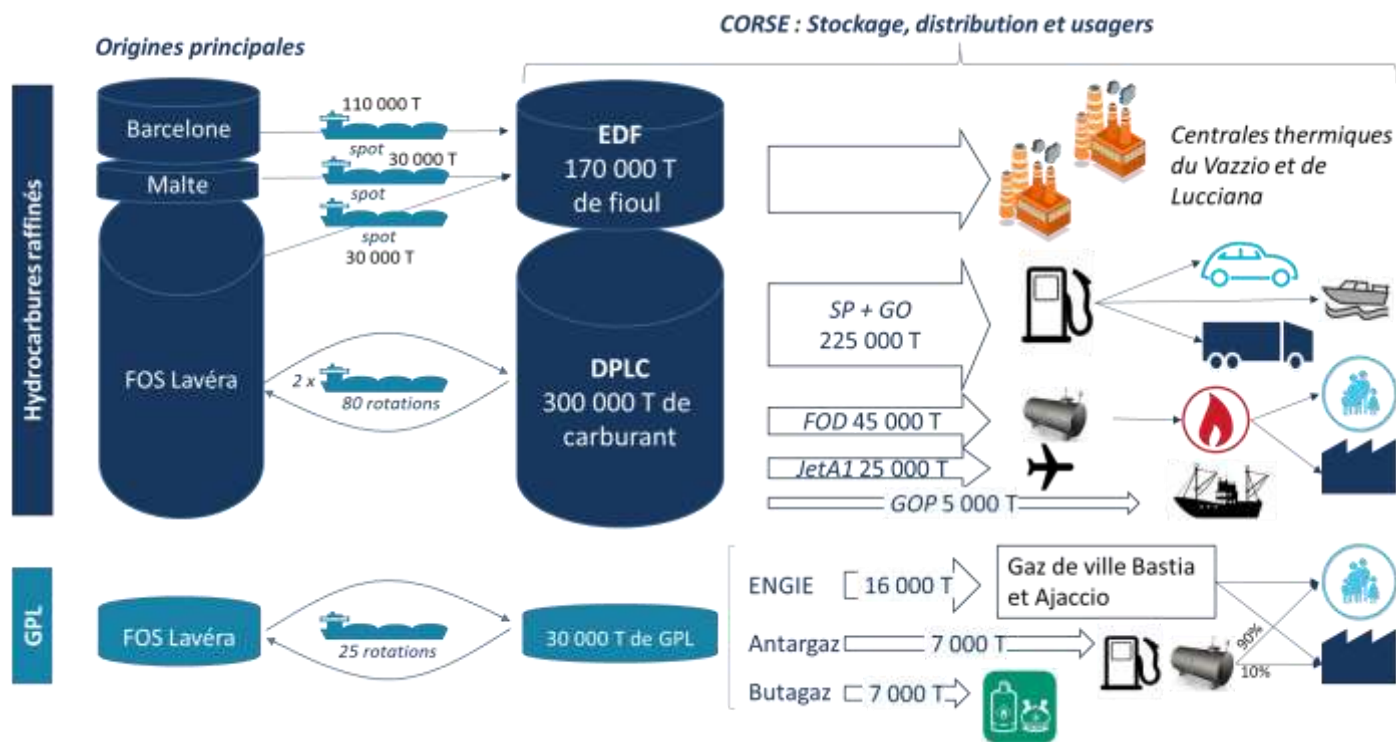 CORSE : Stockage, distribution et usagers
Origines principales
Hydrocarbures raffinés
Barcelone
Malte
FOS Lavéra
110 000 T
spot
30 000 T
spot
spot
30 000 T
2 x
80 rotations
EDF
170 000 T
de fioul
DPLC
300 000 T de
carburant
Centrales thermiques
du Vazzio et de
Lucciana
SP + GO
225 000 T
FOD 45 000 T
JetA1 25 000 T
GOP 5 000 T
GPL
FOS Lavéra
25 rotations
30 000 T de GPL
ENGIE
16 000 T
Gaz de ville Bastia
et Ajaccio
Antargaz
7 000 T
90%
10%
Butagaz
7 000 T